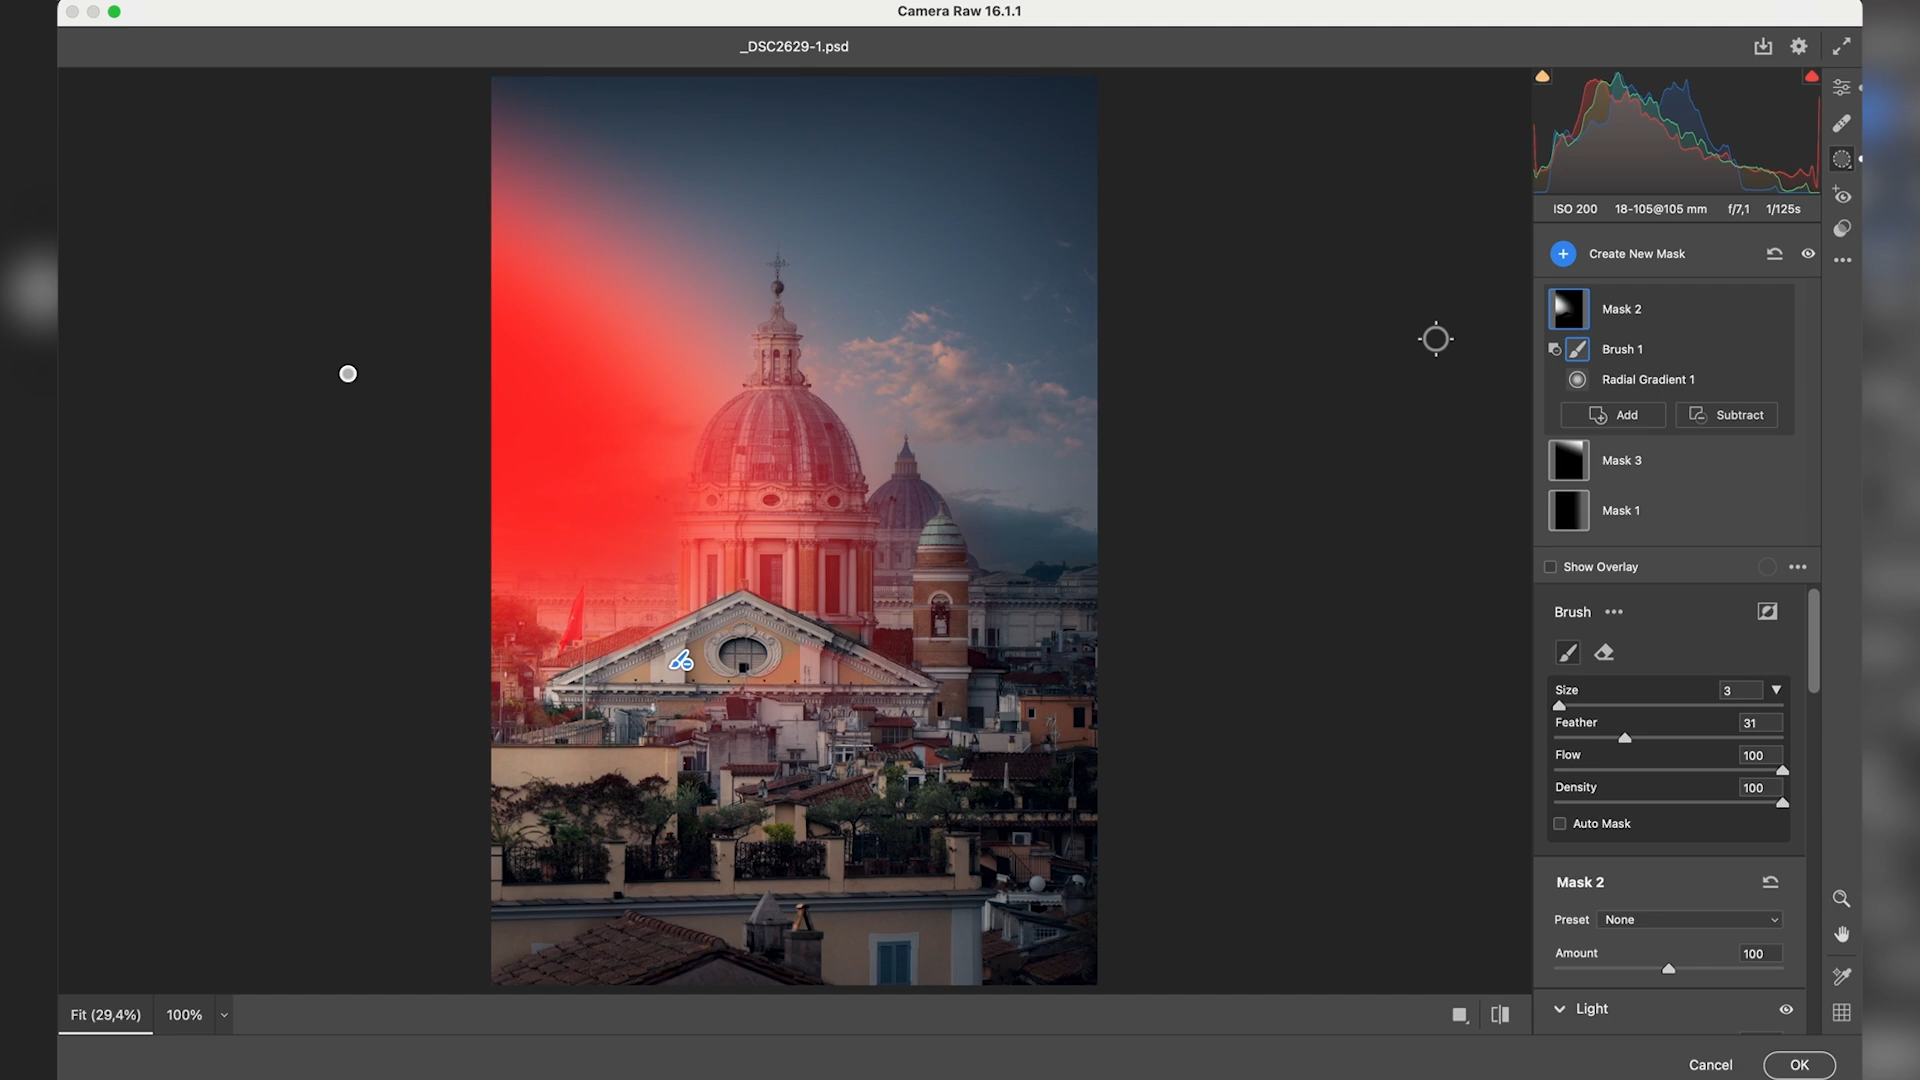 Camera Raw 16.1.1
_DSC2629-1.psd
ISO 200 18-105@105 mm f/7,1 1/125s
Create New Mask
Mask 2
Brush 1
Radial Gradient 1
Add Subtract
Mask 3
Mask 1
Show Overlay
Brush
Size 3
Feather 31
Flow 100
Density 100
Auto Mask
Mask 2
Preset None
Amount 100
Light
Fit (29,4%) 100%
Cancel OK